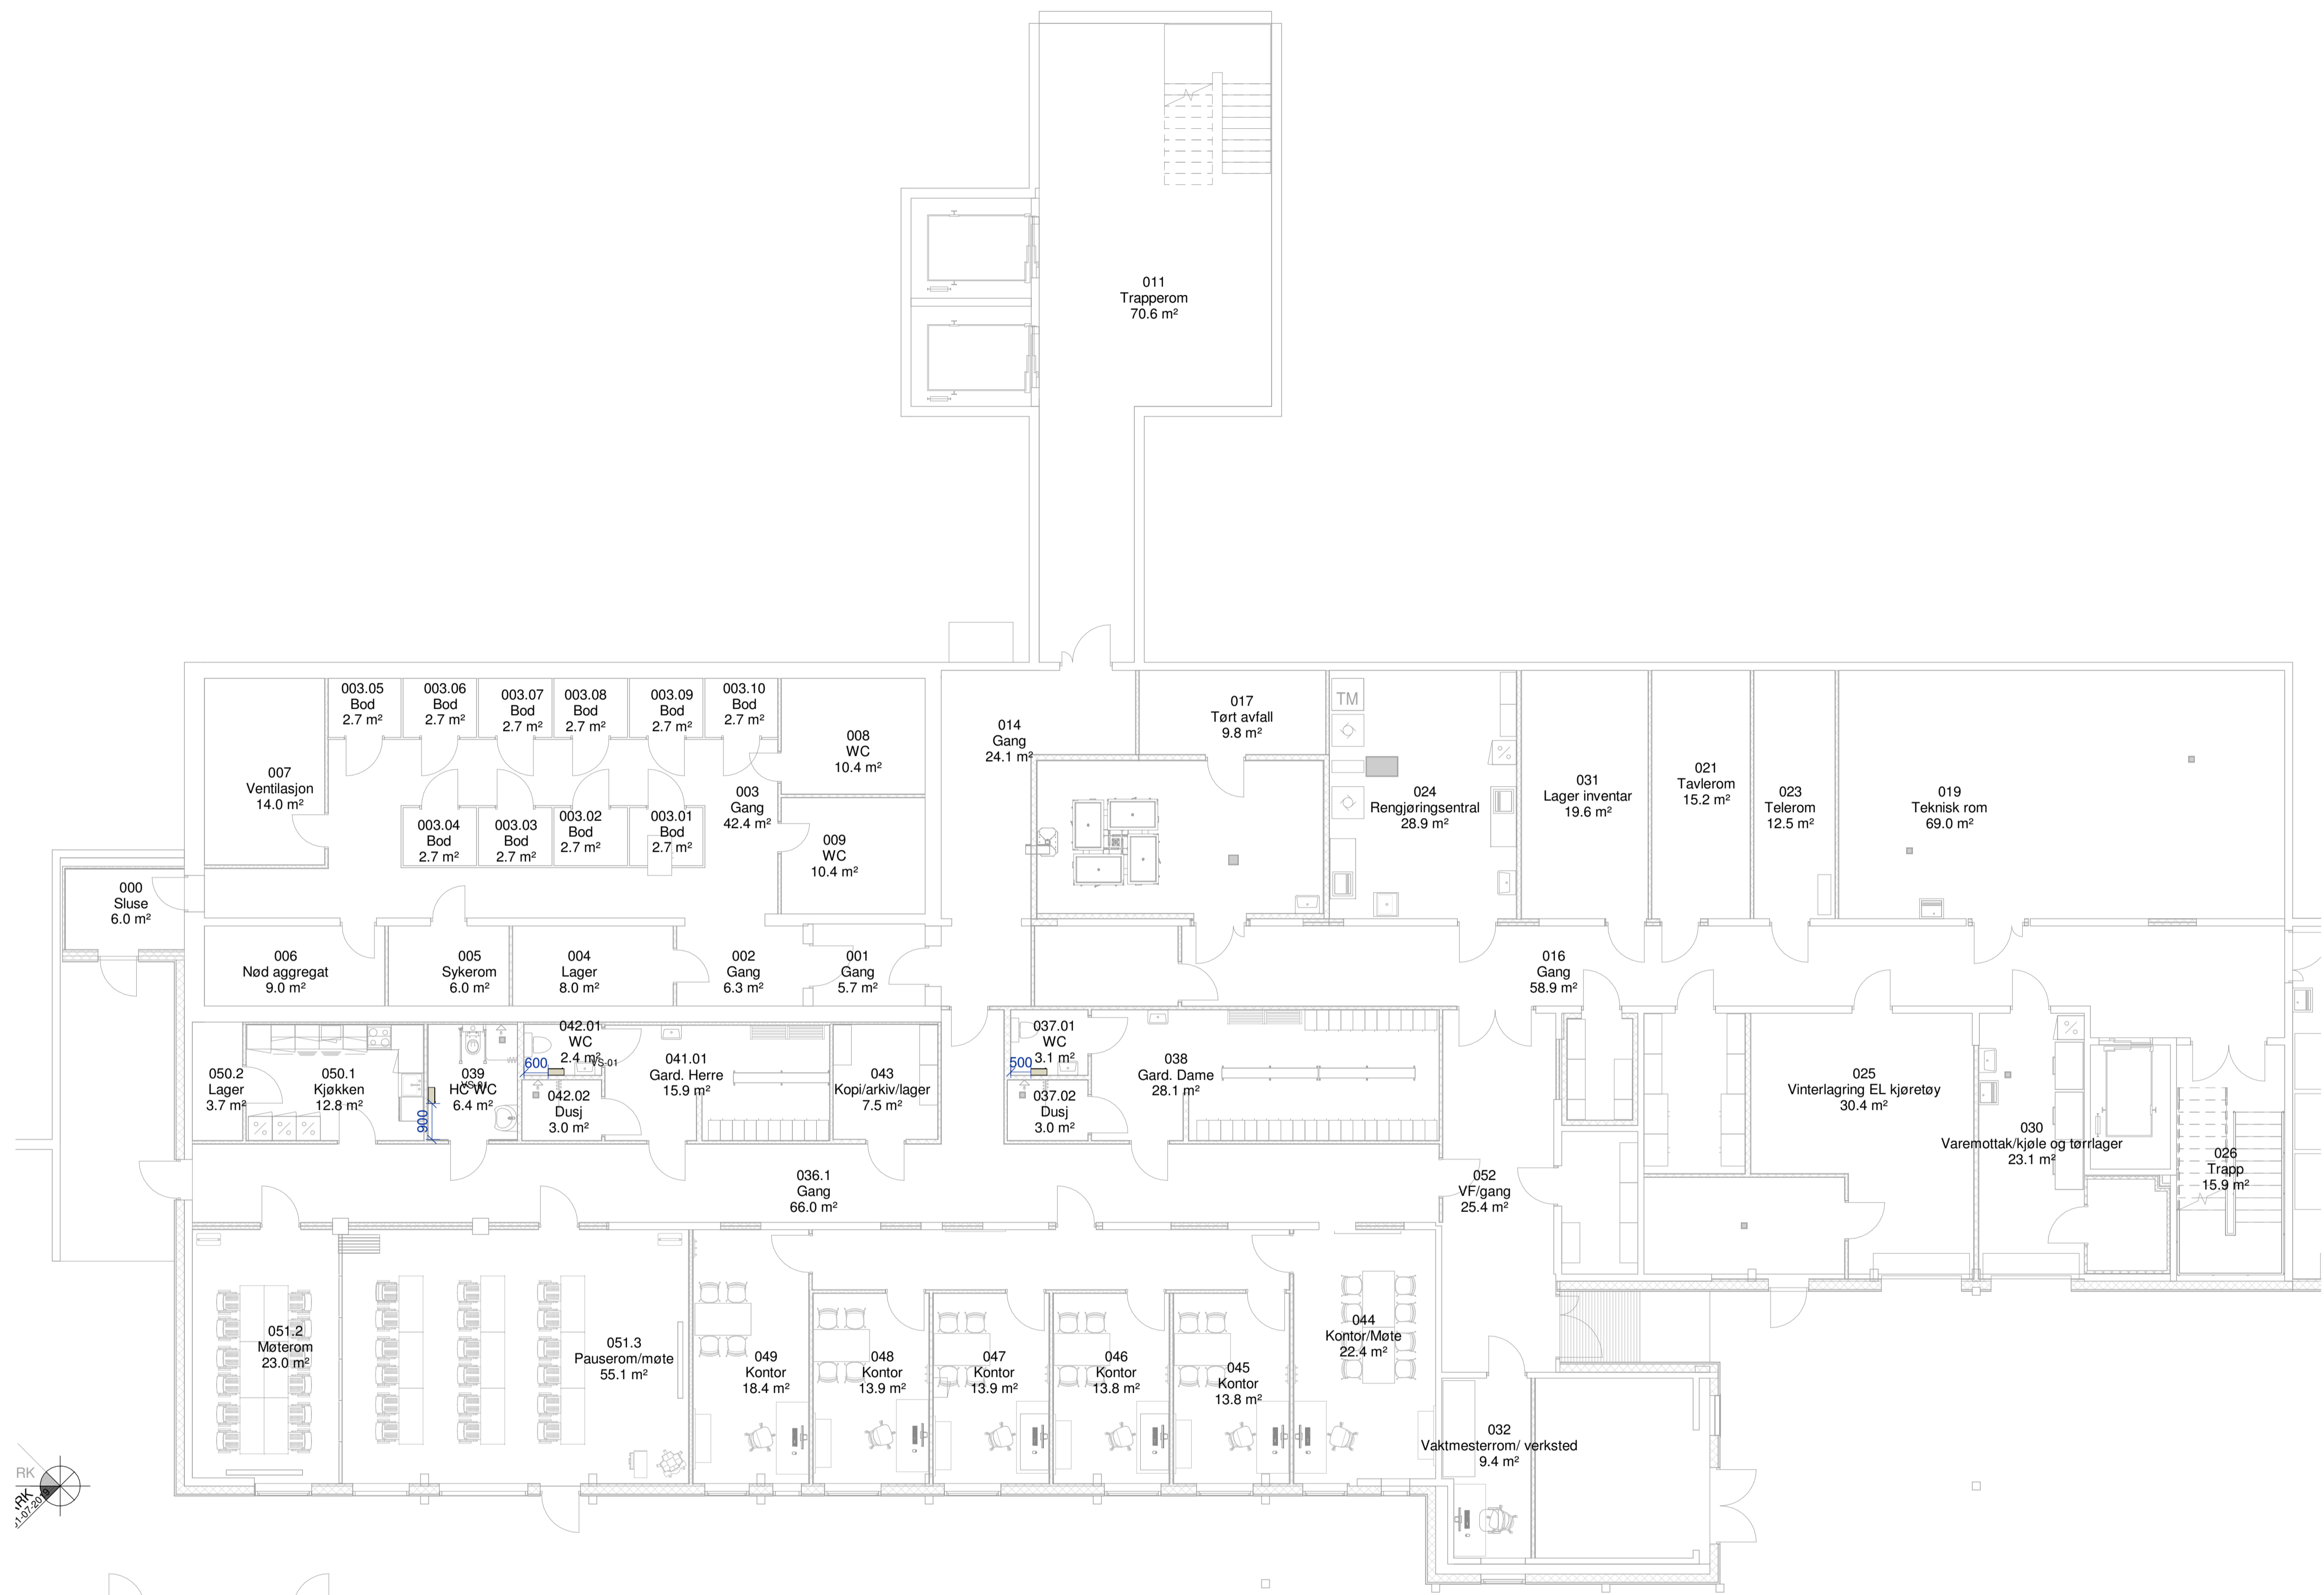 011
Trapperom
70.6 m²
003.05
Bod
2.7 m²
003.06
Bod
2.7 m²
003.07
Bod
2.7 m²
003.08
Bod
2.7 m²
003.09
Bod
2.7 m²
003.10
Bod
2.7 m²
008
WC
10.4 m²
014
Gang
24.1 m²
017
Tørt avfall
9.8 m²
TM
007
Ventilasjon
14.0 m²
003
Gang
42.4 m²
003.04
Bod
2.7 m²
003.03
Bod
2.7 m²
003.02
Bod
2.7 m²
003.01
Bod
2.7 m²
009
WC
10.4 m²
024
Rengjøringsentral
28.9 m²
031
Lager inventar
19.6 m²
021
Tavlerom
15.2 m²
023
Telerom
12.5 m²
019
Teknisk rom
69.0 m²
000
Sluse
6.0 m²
006
Nød aggregat
9.0 m²
005
Sykerom
6.0 m²
004
Lager
8.0 m²
002
Gang
6.3 m²
001
Gang
5.7 m²
016
Gang
58.9 m²
050.2
Lager
3.7 m²
050.1
Kjøkken
12.8 m²
900
VS-01
039
HC WC
6.4 m²
042.01
WC
2.4 m²
600
VS-01
042.02
Dusj
3.0 m²
041.01
Gard. Herre
15.9 m²
043
Kopi/arkiv/lager
7.5 m²
037.01
WC
3.1 m²
500
037.02
Dusj
3.0 m²
038
Gard. Dame
28.1 m²
025
Vinterlagring EL kjøretøy
30.4 m²
030
Varemottak/kjøle og tørrlager
23.1 m²
026
Trapp
15.9 m²
036.1
Gang
66.0 m²
052
VF/gang
25.4 m²
051.2
Møterom
23.0 m²
051.3
Pauserom/møte
55.1 m²
049
Kontor
18.4 m²
048
Kontor
13.9 m²
047
Kontor
13.9 m²
046
Kontor
13.8 m²
045
Kontor
13.8 m²
044
Kontor/Møte
22.4 m²
032
Vaktmesterrom/ verksted
9.4 m²
RK